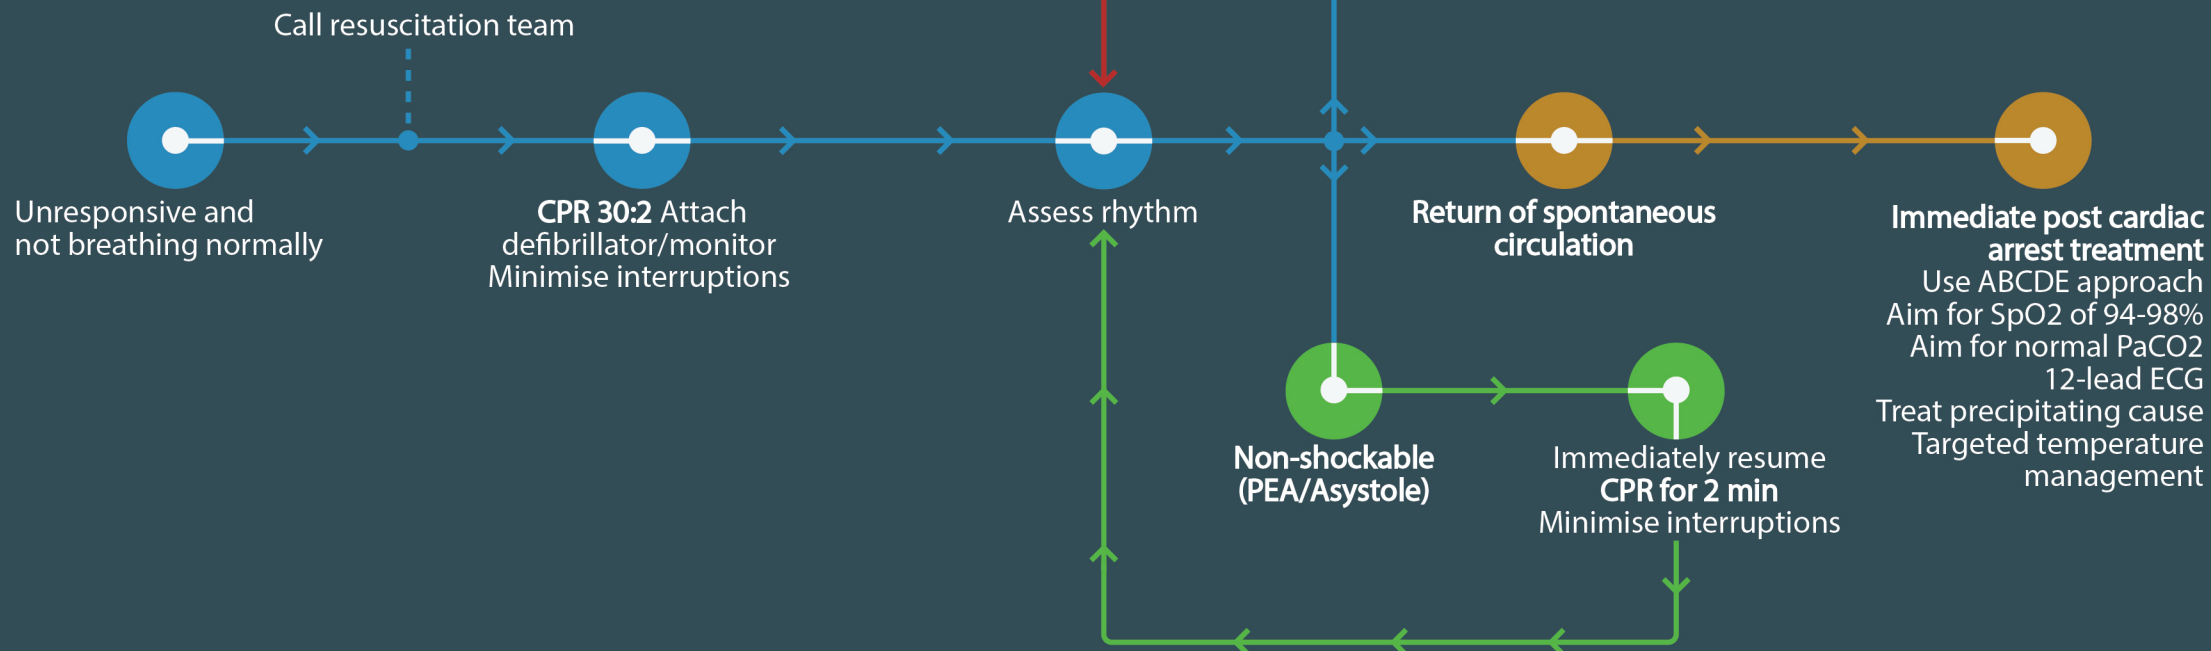 Call resuscitation team
Unresponsive and
not breathing normally
CPR 30:2 Attach
defibrillator/monitor
Minimise interruptions
Assess rhythm
Return of spontaneous
circulation
Immediate post cardiac
arrest treatment
Use ABCDE approach
Aim for SpO2 of 94-98%
Aim for normal PaCO2
12-lead ECG
Treat precipitating cause
Targeted temperature
management
Non-shockable
(PEA/Asystole)
Immediately resume
CPR for 2 min
Minimise interruptions